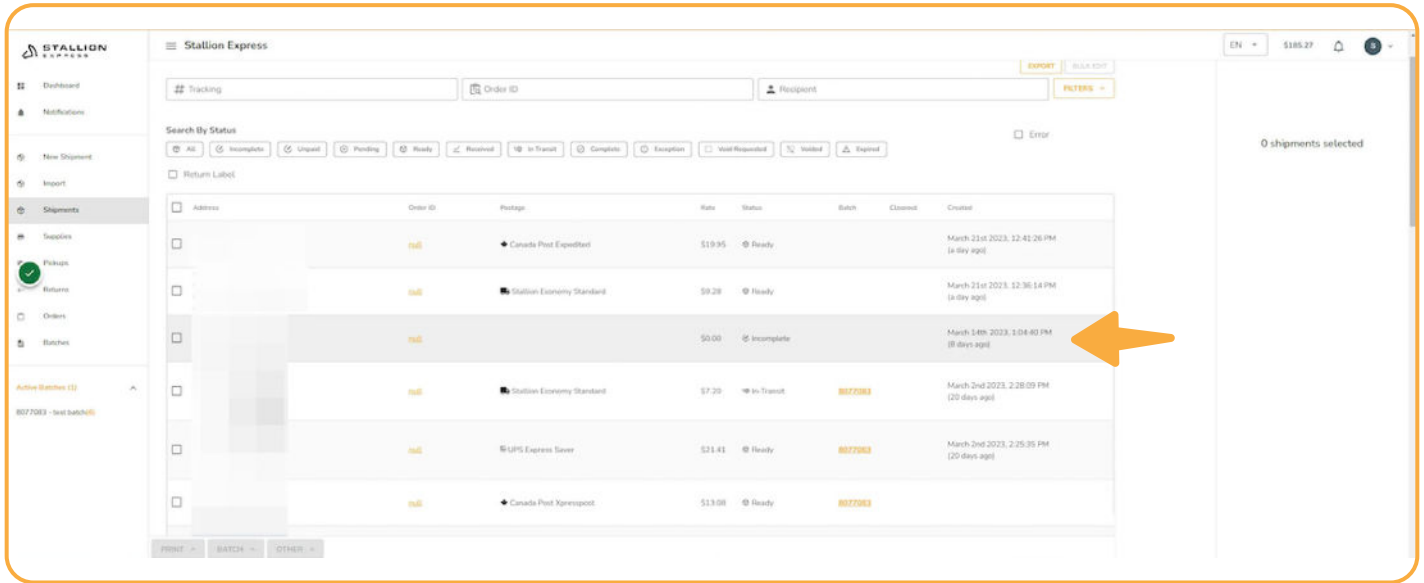 STALLION
EXPRESS
Stallion Express
EN
$185.27
S
Dashboard
Notifications
New Shipment
Import
Shipments
Supplies
Pickups
Returns
Orders
Batches
Active Batches (1)
8077083 - test batch(6)
EXPORT
BULK EDIT
# Tracking
Order ID
Recipient
FILTERS
Search By Status
Error
All
Incomplete
Unpaid
Pending
Ready
Received
In Transit
Complete
Exception
Void Requested
Voided
Expired
Return Label
0 shipments selected
Address Order ID Postage Rate Status Batch Closeout Created
null Canada Post Expedited $19.95 Ready March 21st 2023, 12:41:26 PM
(a day ago)
null Stallion Economy Standard $9.28 Ready March 21st 2023, 12:36:14 PM
(a day ago)
null $0.00 Incomplete March 14th 2023, 1:04:40 PM
(8 days ago)
null Stallion Economy Standard $7.20 In-Transit 8077083 March 2nd 2023, 2:28:09 PM
(20 days ago)
null UPS Express Saver $21.41 Ready 8077083 March 2nd 2023, 2:25:35 PM
(20 days ago)
null Canada Post Xpresspost $13.08 Ready 8077083
PRINT
BATCH
OTHER